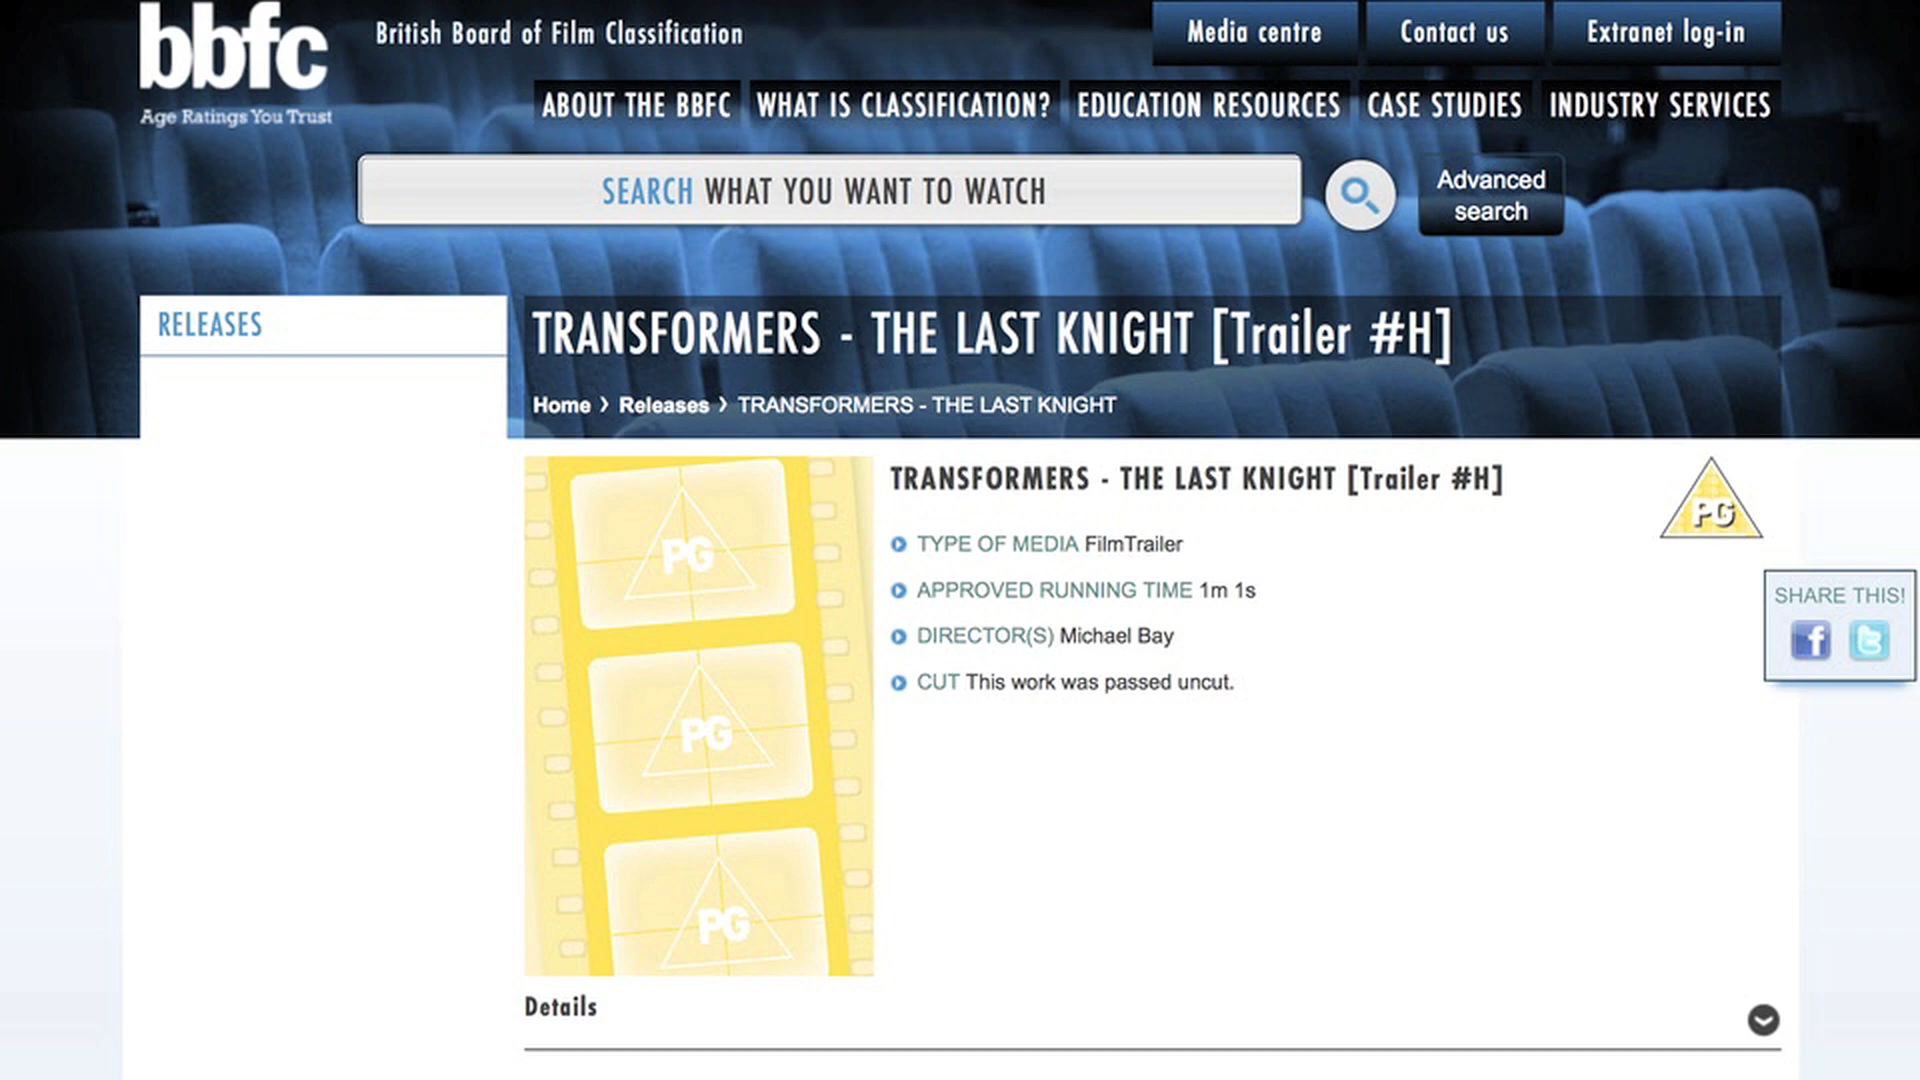 bbfc
Age Ratings You Trust
British Board of Film Classification
Media centre
Contact us
Extranet log-in
ABOUT THE BBFC
WHAT IS CLASSIFICATION?
EDUCATION RESOURCES
CASE STUDIES
INDUSTRY SERVICES
SEARCH WHAT YOU WANT TO WATCH
Advanced
search
RELEASES
TRANSFORMERS - THE LAST KNIGHT [Trailer #H]
Home › Releases › TRANSFORMERS - THE LAST KNIGHT
PG
PG
PG
TRANSFORMERS - THE LAST KNIGHT [Trailer #H]
PG
TYPE OF MEDIA FilmTrailer
APPROVED RUNNING TIME 1m 1s
DIRECTOR(S) Michael Bay
CUT This work was passed uncut.
SHARE THIS!
f t
Details